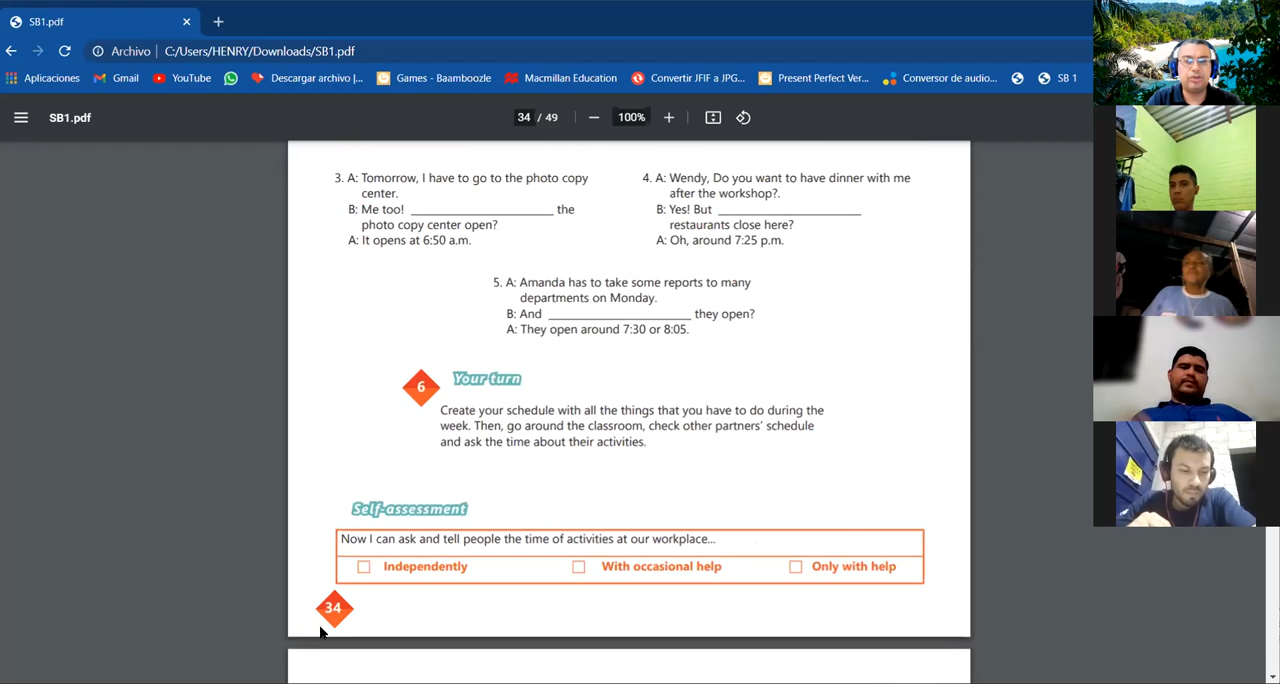 SB1.pdf
Archivo | C:/Users/HENRY/Downloads/SB1.pdf
Aplicaciones Gmail YouTube Descargar archivo |... Games - Baamboozle Macmillan Education Convertir JFIF a JPG... Present Perfect Ver... Conversor de audio... SB 1
SB1.pdf 34 / 49 100%
3. A: Tomorrow, I have to go to the photo copy
center.
B: Me too! ______________________ the
photo copy center open?
A: It opens at 6:50 a.m.
4. A: Wendy, Do you want to have dinner with me
after the workshop?.
B: Yes! But ______________________
restaurants close here?
A: Oh, around 7:25 p.m.
5. A: Amanda has to take some reports to many
departments on Monday.
B: And ______________________ they open?
A: They open around 7:30 or 8:05.
6 Your turn
Create your schedule with all the things that you have to do during the
week. Then, go around the classroom, check other partners' schedule
and ask the time about their activities.
Self-assessment
Now I can ask and tell people the time of activities at our workplace...
Independently With occasional help Only with help
34